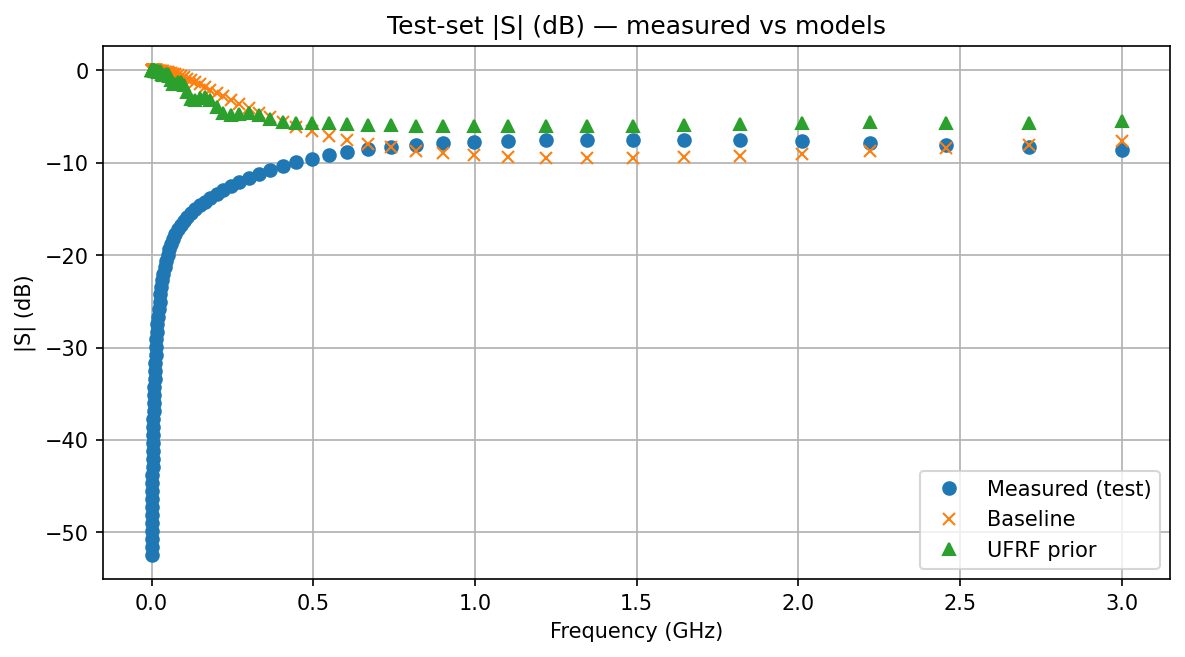 Test-set |S| (dB) — measured vs models
|S| (dB)
0
−10
−20
−30
−40
−50
0.0 0.5 1.0 1.5 2.0 2.5 3.0
Frequency (GHz)
Measured (test)
Baseline
UFRF prior